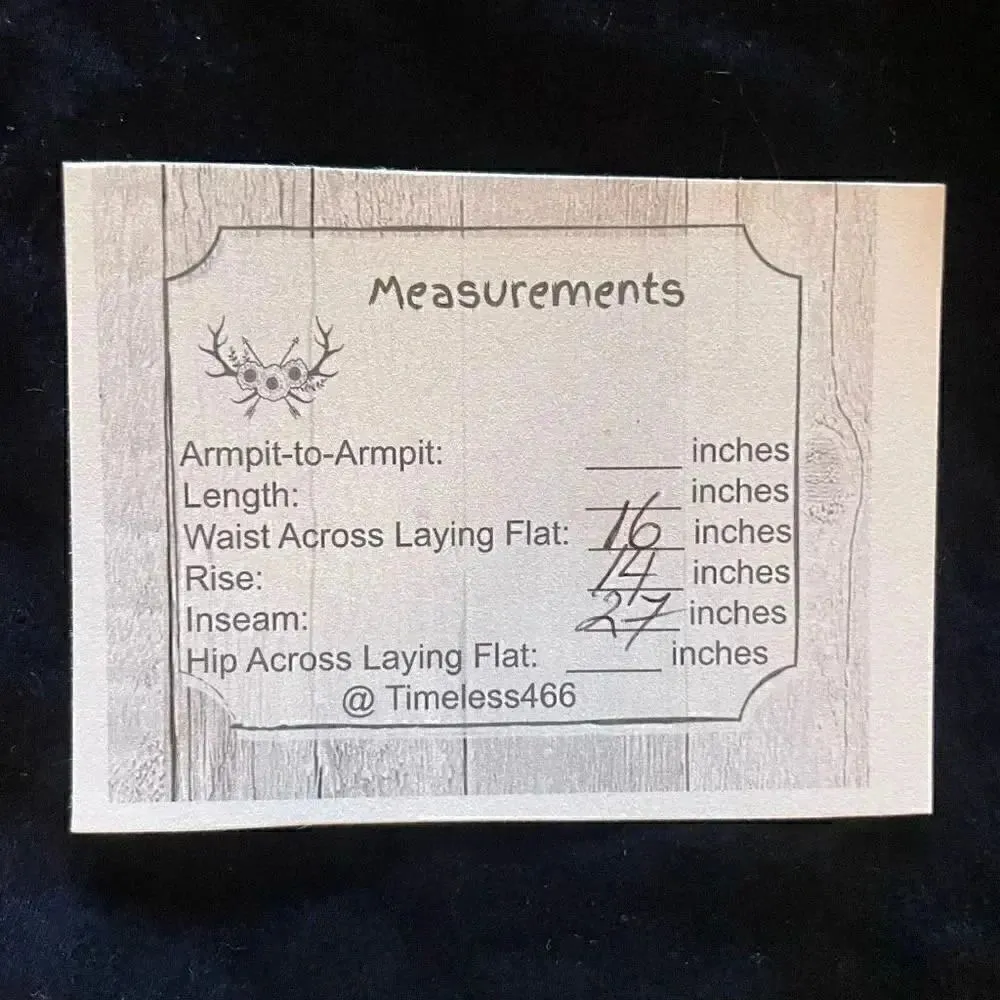 Measurements
Armpit-to-Armpit: ______ inches
Length: ______ inches
Waist Across Laying Flat: 16 inches
Rise: 14 inches
Inseam: 27 inches
Hip Across Laying Flat: ______ inches
@ Timeless466